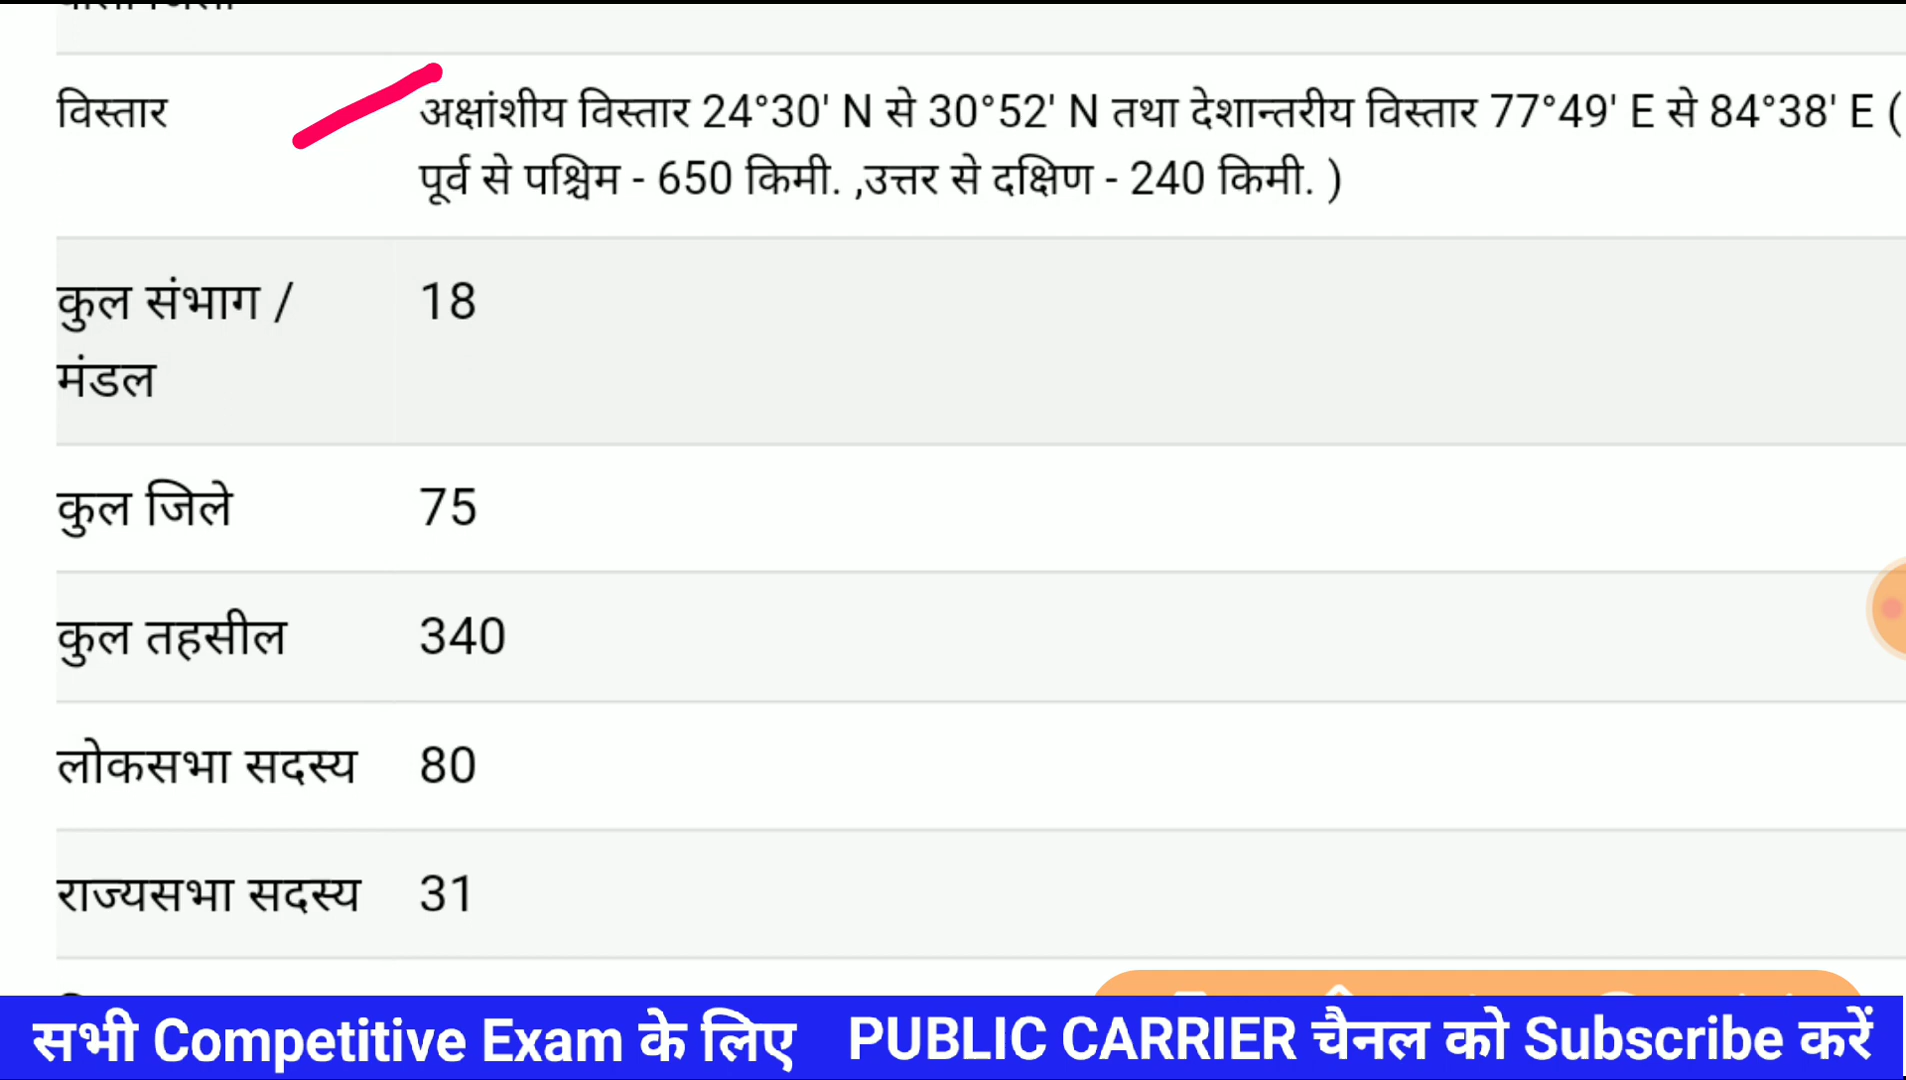 विस्तार
अक्षांशीय विस्तार 24°30' N से 30°52' N तथा देशान्तरीय विस्तार 77°49' E से 84°38' E (
पूर्व से पश्चिम - 650 किमी. ,उत्तर से दक्षिण - 240 किमी. )
कुल संभाग / 18
मंडल
कुल जिले 75
कुल तहसील 340
लोकसभा सदस्य 80
राज्यसभा सदस्य 31
सभी Competitive Exam के लिए PUBLIC CARRIER चैनल को Subscribe करें